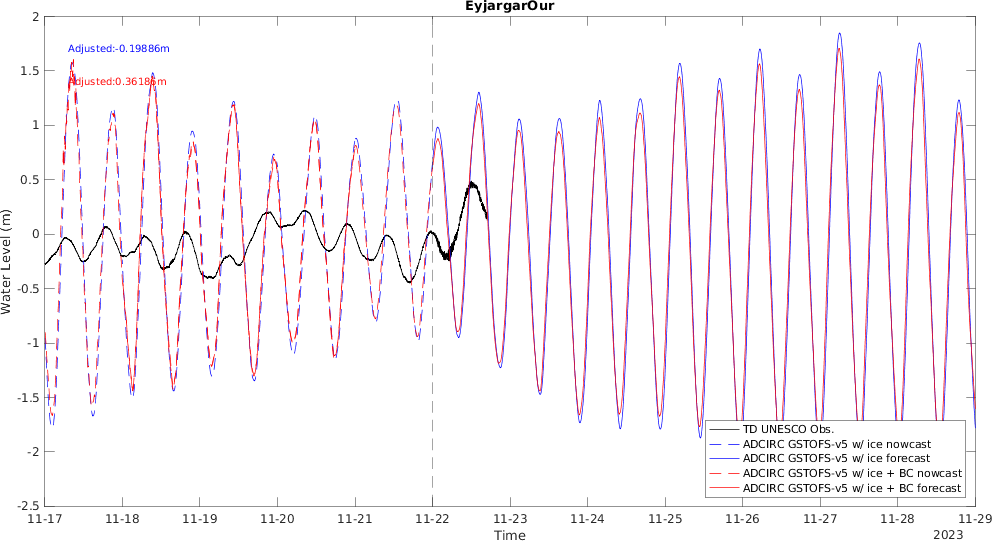 EyjargarOur
Adjusted:-0.19886m
Adjusted:0.36185m
2
1.5
1
0.5
0
-0.5
-1
-1.5
-2
-2.5
Water Level (m)
TD UNESCO Obs.
ADCIRC GSTOFS-v5 w/ ice nowcast
ADCIRC GSTOFS-v5 w/ ice forecast
ADCIRC GSTOFS-v5 w/ ice + BC nowcast
ADCIRC GSTOFS-v5 w/ ice + BC forecast
11-17 11-18 11-19 11-20 11-21 11-22 11-23 11-24 11-25 11-26 11-27 11-28 11-29
Time
2023